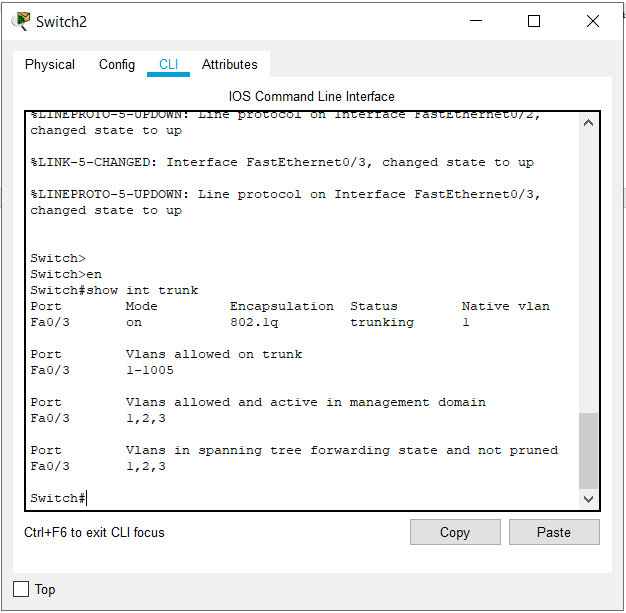 Switch2
Physical Config CLI Attributes
IOS Command Line Interface
%LINEPROTO-5-UPDOWN: Line protocol on Interface FastEthernet0/2,
changed state to up
%LINK-5-CHANGED: Interface FastEthernet0/3, changed state to up
%LINEPROTO-5-UPDOWN: Line protocol on Interface FastEthernet0/3,
changed state to up
Switch>
Switch>en
Switch#show int trunk
Port Mode Encapsulation Status Native vlan
Fa0/3 on 802.1q trunking 1
Port Vlans allowed on trunk
Fa0/3 1-1005
Port Vlans allowed and active in management domain
Fa0/3 1,2,3
Port Vlans in spanning tree forwarding state and not pruned
Fa0/3 1,2,3
Switch#
Ctrl+F6 to exit CLI focus
Copy Paste
Top